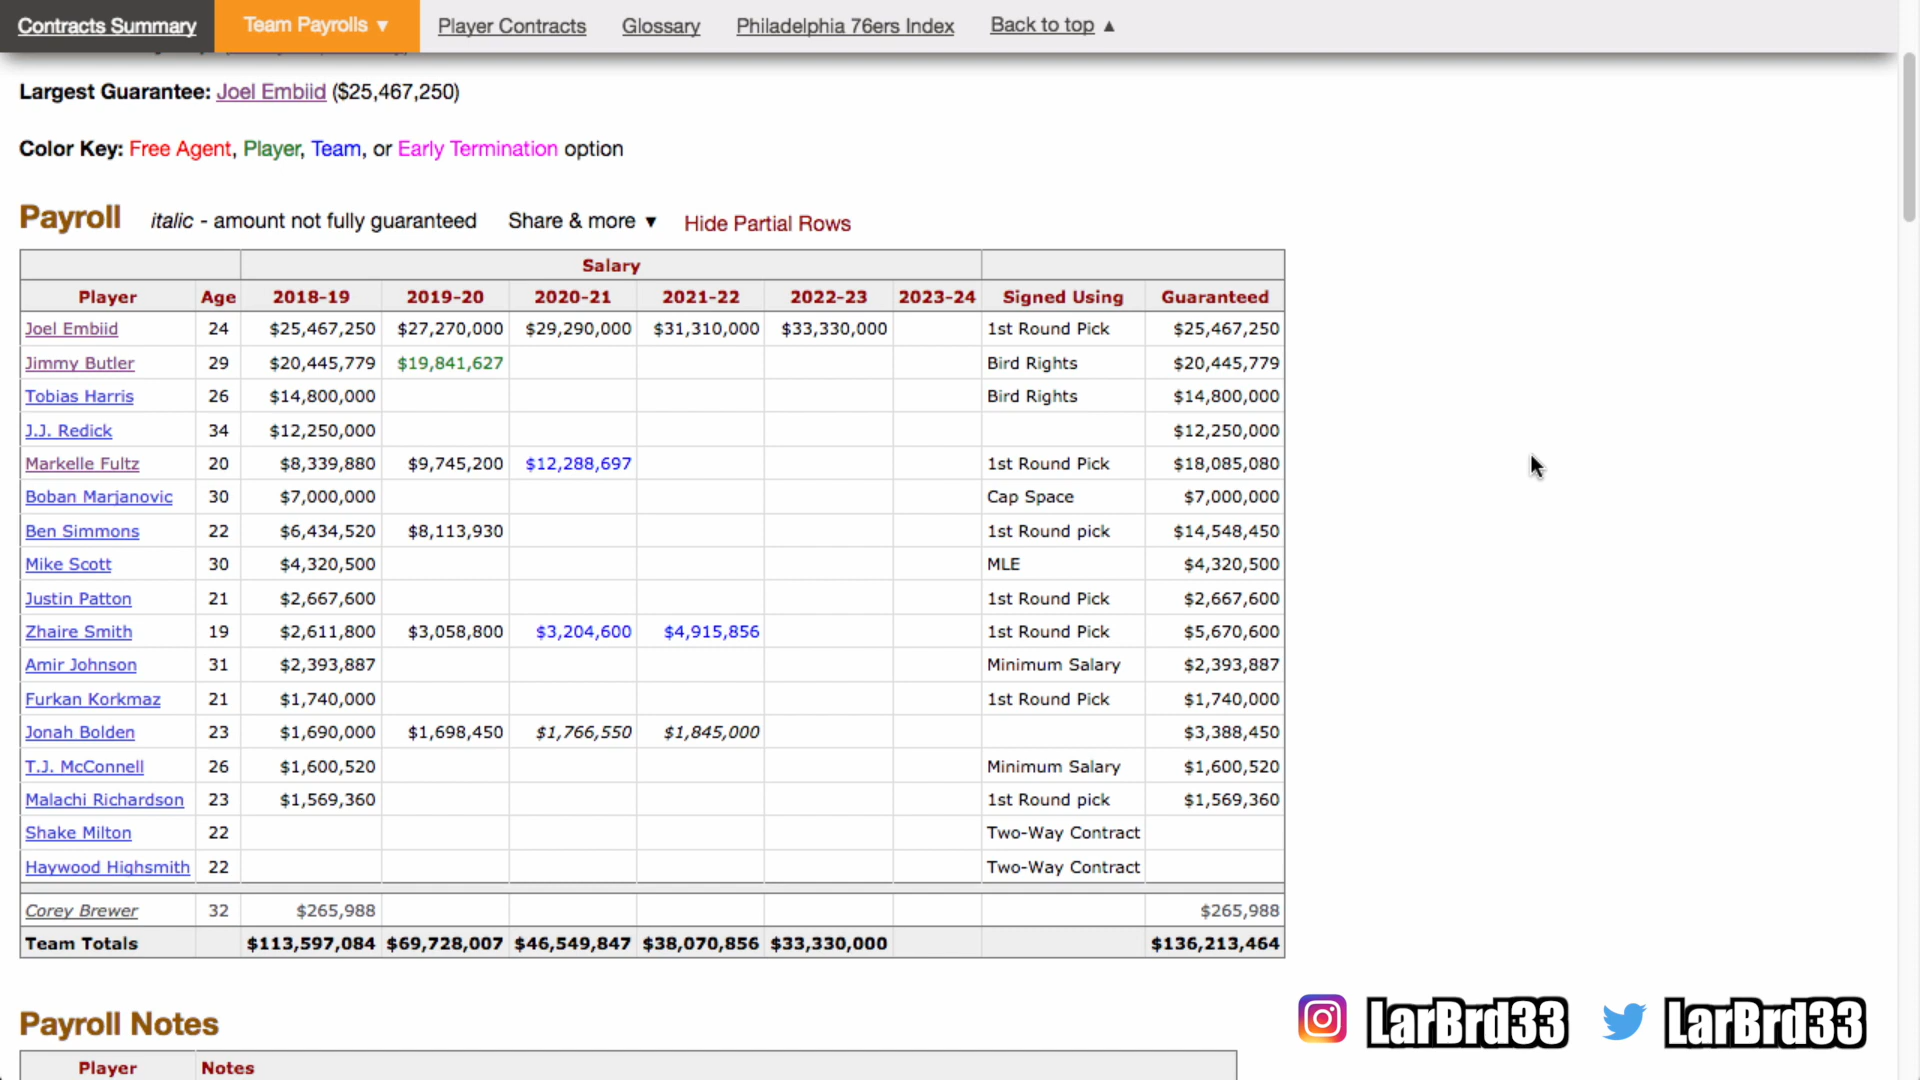 Contracts Summary Team Payrolls ▼ Player Contracts Glossary Philadelphia 76ers Index Back to top ▲
Largest Guarantee: Joel Embiid ($25,467,250)
Color Key: Free Agent, Player, Team, or Early Termination option
Payroll italic - amount not fully guaranteed Share & more ▼ Hide Partial Rows
Salary
Player Age 2018-19 2019-20 2020-21 2021-22 2022-23 2023-24 Signed Using Guaranteed
Joel Embiid 24 $25,467,250 $27,270,000 $29,290,000 $31,310,000 $33,330,000 1st Round Pick $25,467,250
Jimmy Butler 29 $20,445,779 $19,841,627 Bird Rights $20,445,779
Tobias Harris 26 $14,800,000 Bird Rights $14,800,000
J.J. Redick 34 $12,250,000 $12,250,000
Markelle Fultz 20 $8,339,880 $9,745,200 $12,288,697 1st Round Pick $18,085,080
Boban Marjanovic 30 $7,000,000 Cap Space $7,000,000
Ben Simmons 22 $6,434,520 $8,113,930 1st Round pick $14,548,450
Mike Scott 30 $4,320,500 MLE $4,320,500
Justin Patton 21 $2,667,600 1st Round Pick $2,667,600
Zhaire Smith 19 $2,611,800 $3,058,800 $3,204,600 $4,915,856 1st Round Pick $5,670,600
Amir Johnson 31 $2,393,887 Minimum Salary $2,393,887
Furkan Korkmaz 21 $1,740,000 1st Round Pick $1,740,000
Jonah Bolden 23 $1,690,000 $1,698,450 $1,766,550 $1,845,000 $3,388,450
T.J. McConnell 26 $1,600,520 Minimum Salary $1,600,520
Malachi Richardson 23 $1,569,360 1st Round pick $1,569,360
Shake Milton 22 Two-Way Contract
Haywood Highsmith 22 Two-Way Contract
Corey Brewer 32 $265,988 $265,988
Team Totals $113,597,084 $69,728,007 $46,549,847 $38,070,856 $33,330,000 $136,213,464
Payroll Notes
LarBrd33 LarBrd33
Player Notes